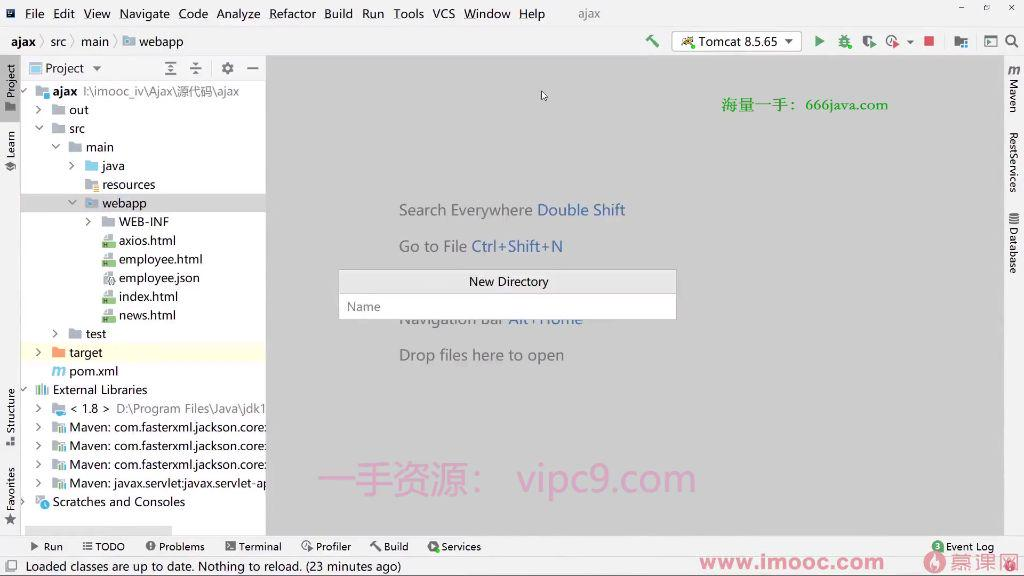 File Edit View Navigate Code Analyze Refactor Build Run Tools VCS Window Help ajax
ajax src main webapp Tomcat 8.5.65
Project
ajax I:\imooc_iv\Ajax\源代码\ajax
out
src
main
java
resources
webapp
WEB-INF
axios.html
employee.html
employee.json
index.html
news.html
test
target
pom.xml
External Libraries
< 1.8 > D:\Program Files\Java\jdk1
Maven: com.fasterxml.jackson.core:
Maven: com.fasterxml.jackson.core:
Maven: com.fasterxml.jackson.core:
Maven: javax.servlet:javax.servlet-ap
Scratches and Consoles
Project
Learn
Structure
Favorites
海量一手：666java.com
Search Everywhere Double Shift
Go to File Ctrl+Shift+N
New Directory
Name
Navigation Bar Alt+Home
Drop files here to open
一手资源： vipc9.com
Maven
RestServices
Database
Run TODO Problems Terminal Profiler Build Services Event Log
Loaded classes are up to date. Nothing to reload. (23 minutes ago)
www.imooc.com 慕课网